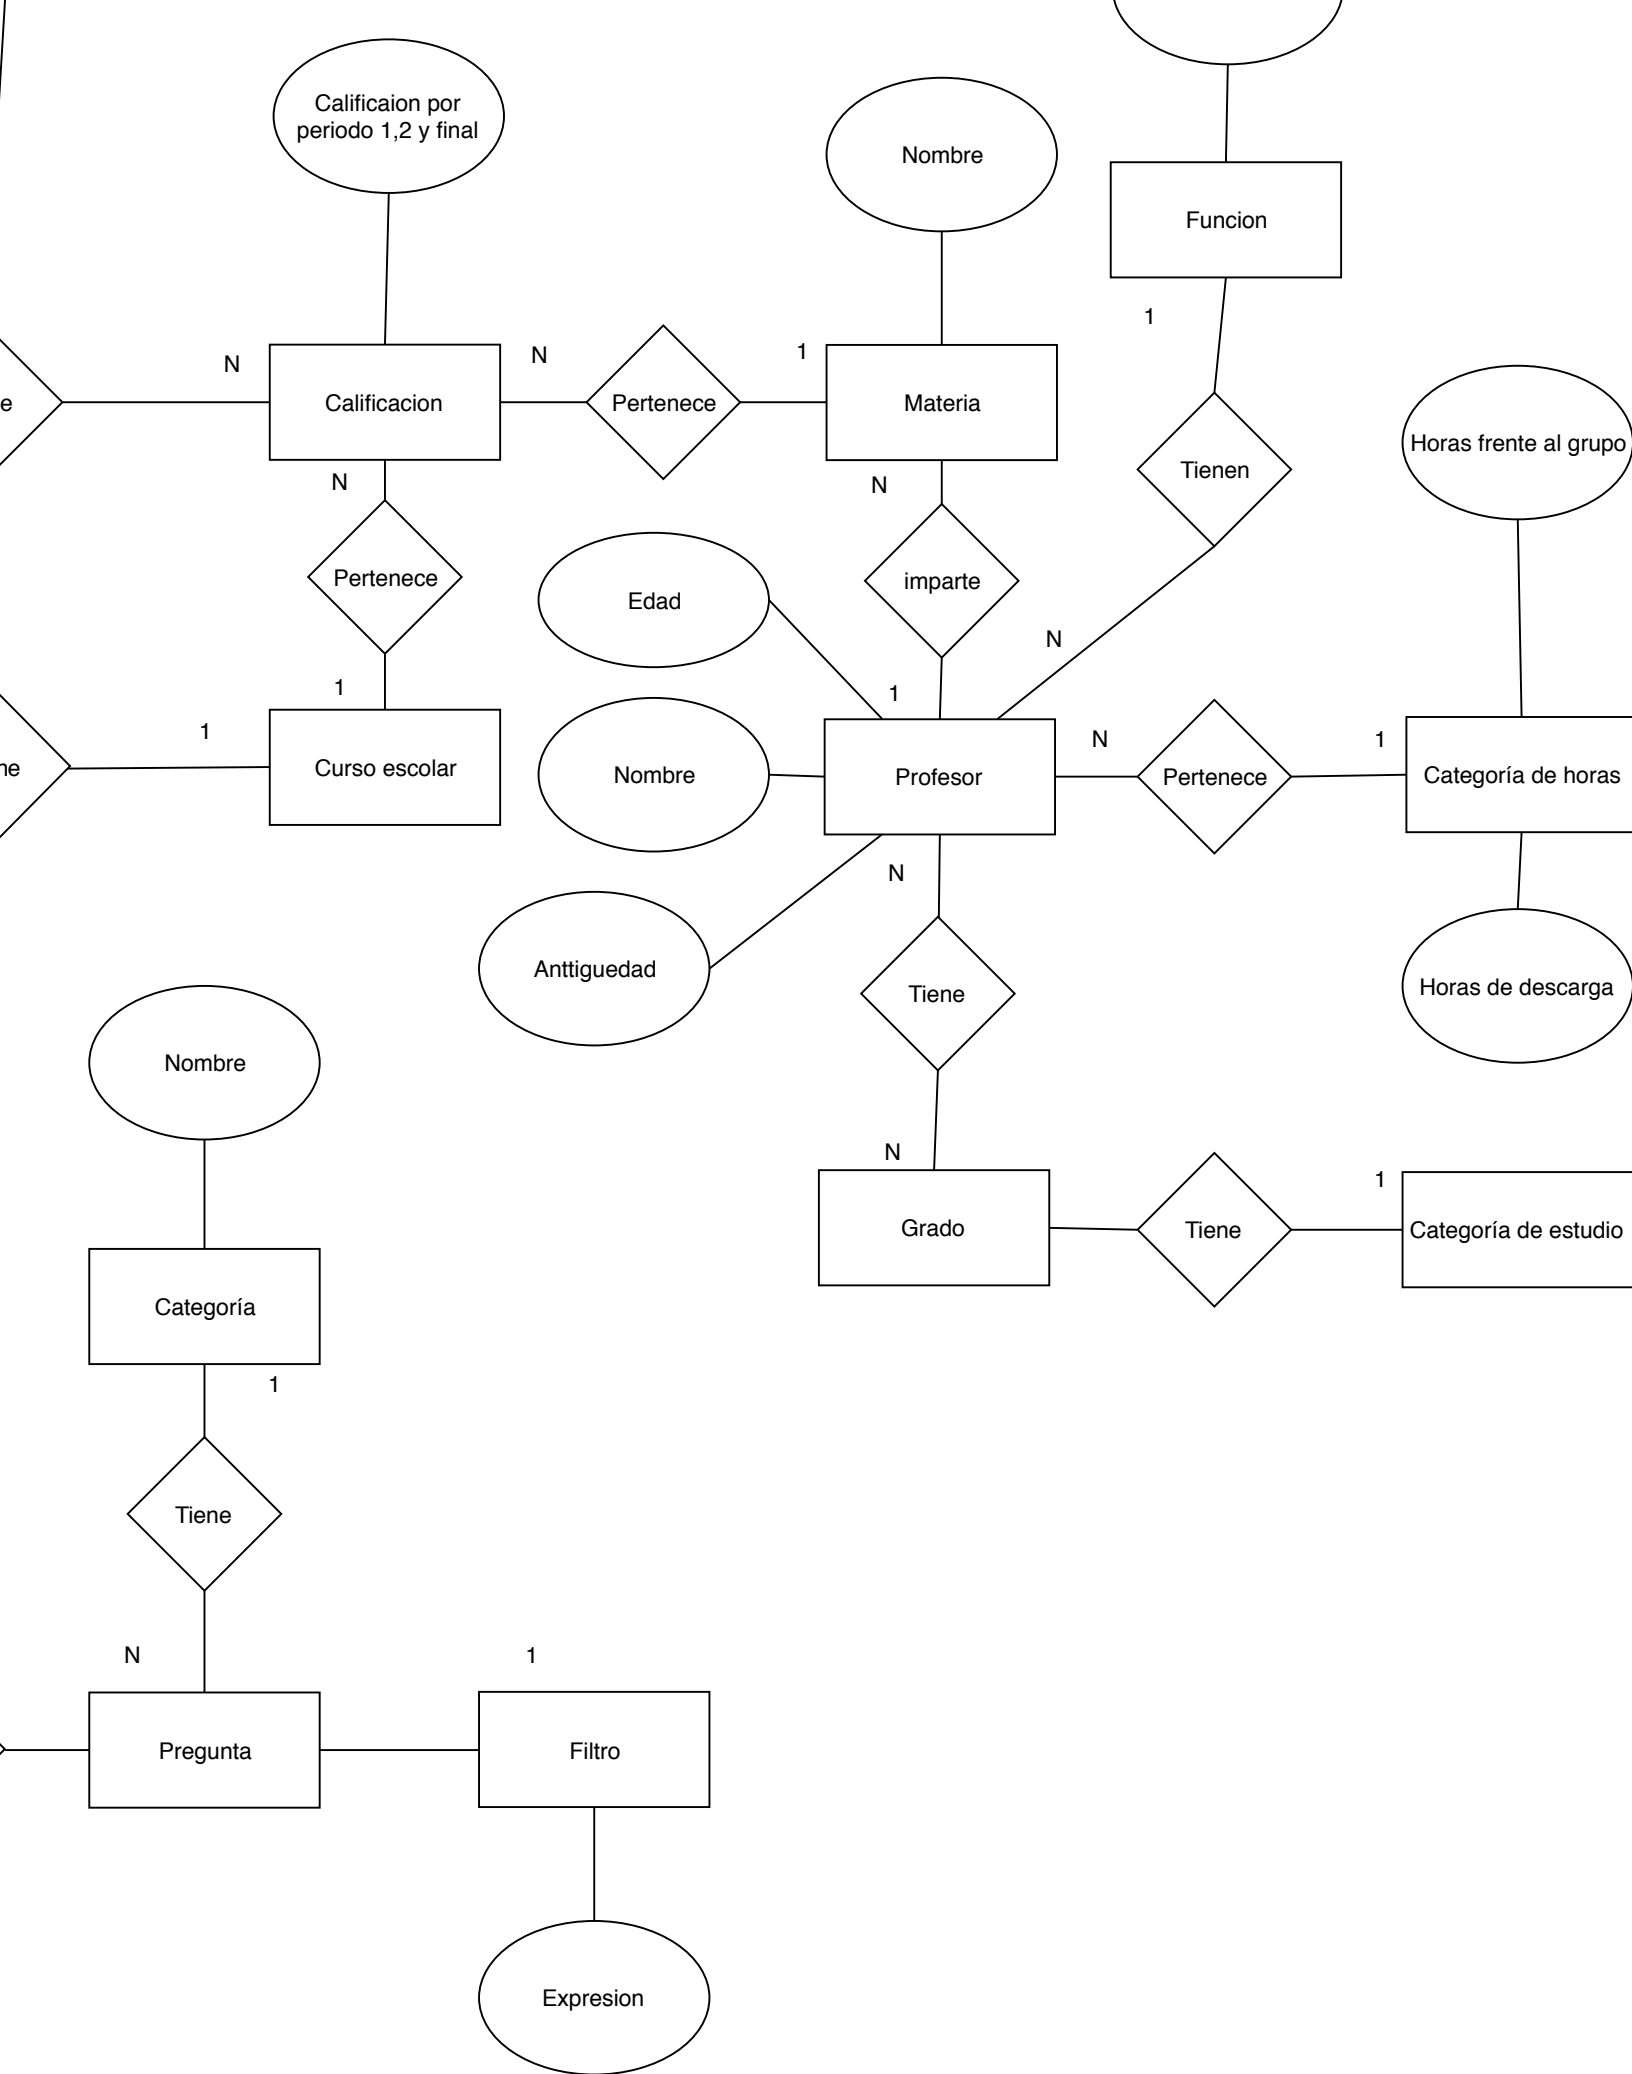 Calificaion por
periodo 1,2 y final
Nombre
Funcion
1
N
N
1
e
Calificacion
Pertenece
Materia
Tienen
Horas frente al grupo
N
N
Pertenece
imparte
Edad
N
1
1
1
N
1
ne
Curso escolar
Nombre
Profesor
Pertenece
Categoría de horas
N
Anttiguedad
Tiene
Horas de descarga
Nombre
N
1
Grado
Tiene
Categoría de estudio
Categoría
1
Tiene
N
1
Pregunta
Filtro
Expresion